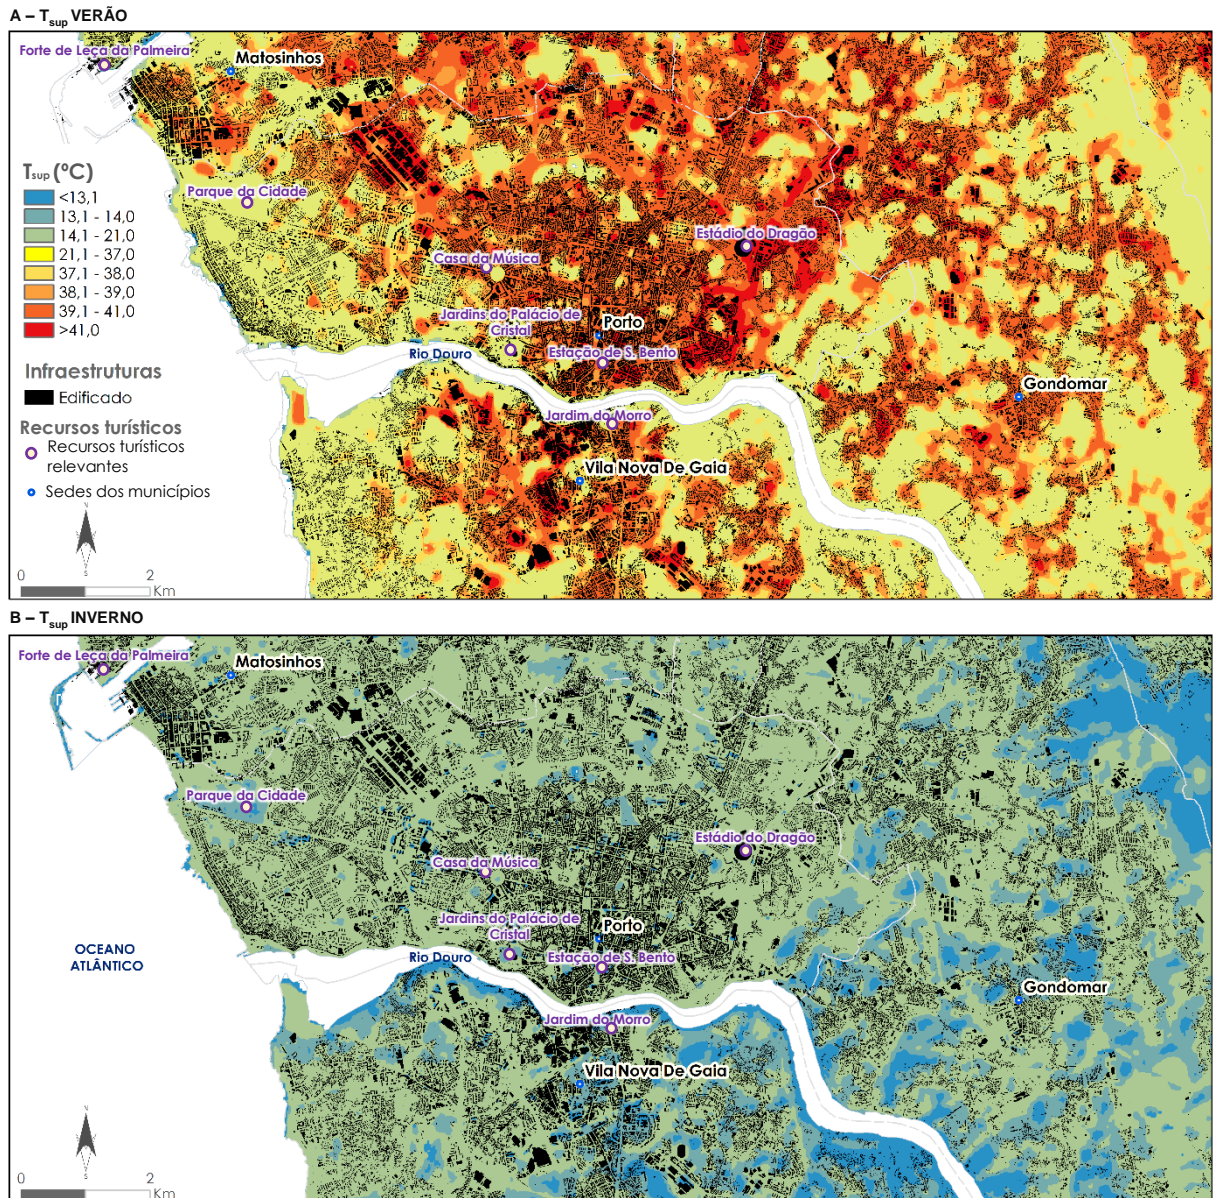 A – Tsup VERÃO
Forte de Leça da Palmeira
Matosinhos
Tsup (ºC)
<13,1
13,1 - 14,0
14,1 - 21,0
21,1 - 37,0
37,1 - 38,0
38,1 - 39,0
39,1 - 41,0
>41,0
Infraestruturas
Edificado
Recursos turísticos
Recursos turísticos
relevantes
Sedes dos municípios
N
S
0 2
Km
Parque da Cidade
Casa da Música
Estádio do Dragão
Jardins do Palácio de
Cristal
Porto
Rio Douro
Estação de S. Bento
Gondomar
Jardim do Morro
Vila Nova De Gaia
B – Tsup INVERNO
Forte de Leça da Palmeira
Matosinhos
Parque da Cidade
Estádio do Dragão
Casa da Música
Jardins do Palácio de
Cristal
Porto
OCEANO
ATLÂNTICO
Rio Douro
Estação de S. Bento
Gondomar
Jardim do Morro
Vila Nova De Gaia
N
S
0 2
Km